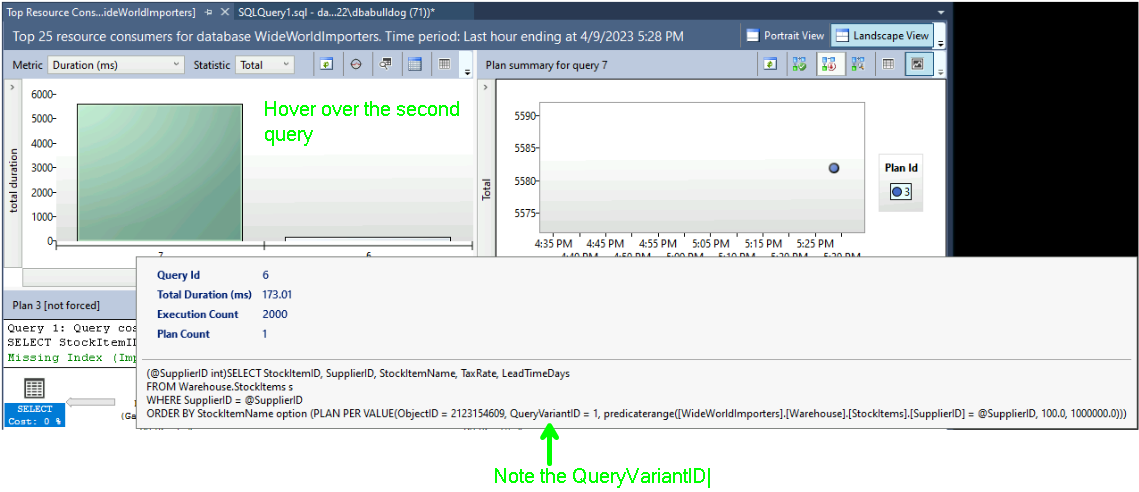 Top Resource Cons...ideWorldImporters]
SQLQuery1.sql - da...22\dbabulldog (71))*
Top 25 resource consumers for database WideWorldImporters. Time period: Last hour ending at 4/9/2023 5:28 PM
Portrait View
Landscape View
Metric
Duration (ms)
Statistic
Total
Plan summary for query 7
6000
5000
4000
3000
2000
1000
0
total duration
7
6
Hover over the second
query
Total
5590
5585
5580
5575
4:35 PM 4:45 PM 4:55 PM 5:05 PM 5:15 PM 5:25 PM
Plan Id
3
Query Id 6
Total Duration (ms) 173.01
Execution Count 2000
Plan Count 1
(@SupplierID int)SELECT StockItemID, SupplierID, StockItemName, TaxRate, LeadTimeDays
FROM Warehouse.StockItems s
WHERE SupplierID = @SupplierID
ORDER BY StockItemName option (PLAN PER VALUE(ObjectID = 2123154609, QueryVariantID = 1, predicaterange([WideWorldImporters].[Warehouse].[StockItems].[SupplierID] = @SupplierID, 100.0, 1000000.0)))
Plan 3 [not forced]
Query 1: Query cos
SELECT StockItemI
Missing Index (Imp
SELECT
Cost: 0 %
(Ga
Note the QueryVariantID